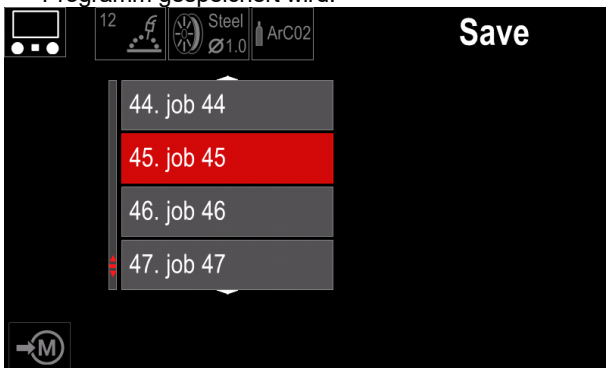 Programm gespeichert wird.
12
Steel
Ø1.0
ArCO2
Save
44. job 44
45. job 45
46. job 46
47. job 47
M